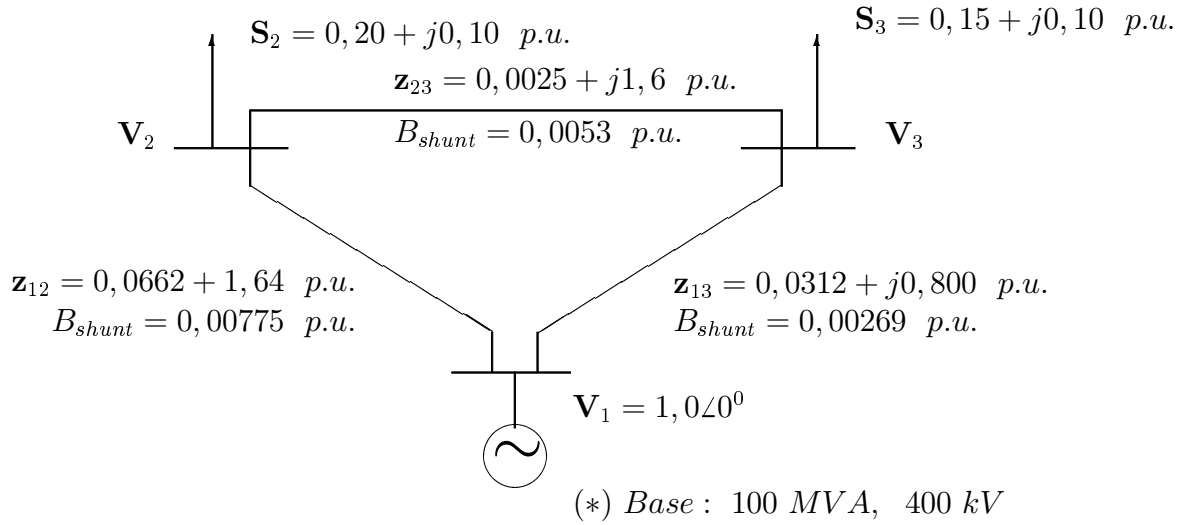 S₃ = 0, 15 + j0, 10 p.u.
S₂ = 0, 20 + j0, 10 p.u.
z₂₃ = 0, 0025 + j1, 6 p.u.
V₂
B_shunt = 0, 0053 p.u.
V₃
z₁₂ = 0, 0662 + 1, 64 p.u.
B_shunt = 0, 00775 p.u.
z₁₃ = 0, 0312 + j0, 800 p.u.
B_shunt = 0, 00269 p.u.
V₁ = 1, 0∠0⁰
(∗) Base : 100 MVA, 400 kV